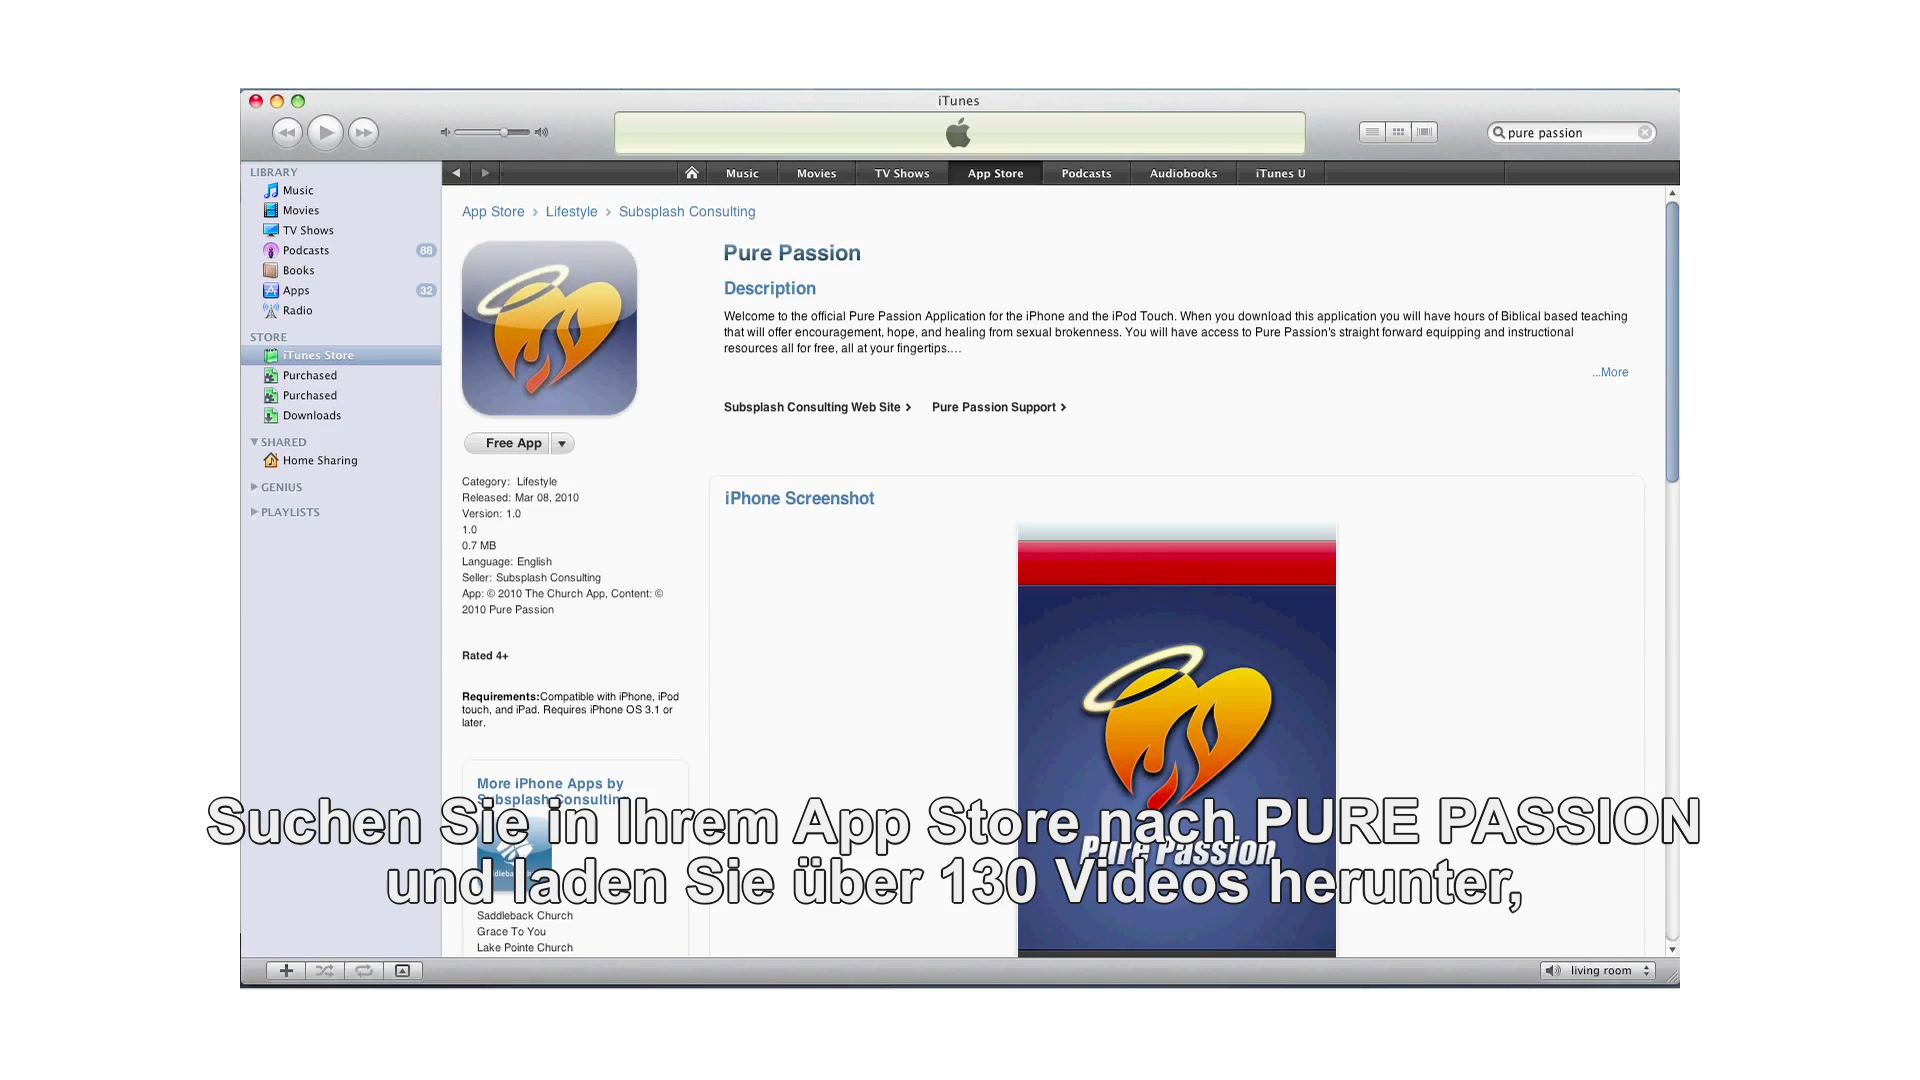 iTunes
pure passion
LIBRARY
Music
Movies
TV Shows
Podcasts 88
Books
Apps 32
Radio
STORE
iTunes Store
Purchased
Purchased
Downloads
SHARED
Home Sharing
GENIUS
PLAYLISTS
Music Movies TV Shows App Store Podcasts Audiobooks iTunes U
App Store > Lifestyle > Subsplash Consulting
Free App
Category: Lifestyle
Released: Mar 08, 2010
Version: 1.0
1.0
0.7 MB
Language: English
Seller: Subsplash Consulting
App: © 2010 The Church App, Content: ©
2010 Pure Passion
Rated 4+
Requirements:Compatible with iPhone, iPod
touch, and iPad. Requires iPhone OS 3.1 or
later.
More iPhone Apps by
Subsplash Consulting
Saddleback Church
Grace To You
Lake Pointe Church
Pure Passion
Description
Welcome to the official Pure Passion Application for the iPhone and the iPod Touch. When you download this application you will have hours of Biblical based teaching
that will offer encouragement, hope, and healing from sexual brokenness. You will have access to Pure Passion's straight forward equipping and instructional
resources all for free, all at your fingertips....
...More
Subsplash Consulting Web Site > Pure Passion Support >
iPhone Screenshot
Pure Passion
Suchen Sie in Ihrem App Store nach PURE PASSION
und laden Sie über 130 Videos herunter,
living room